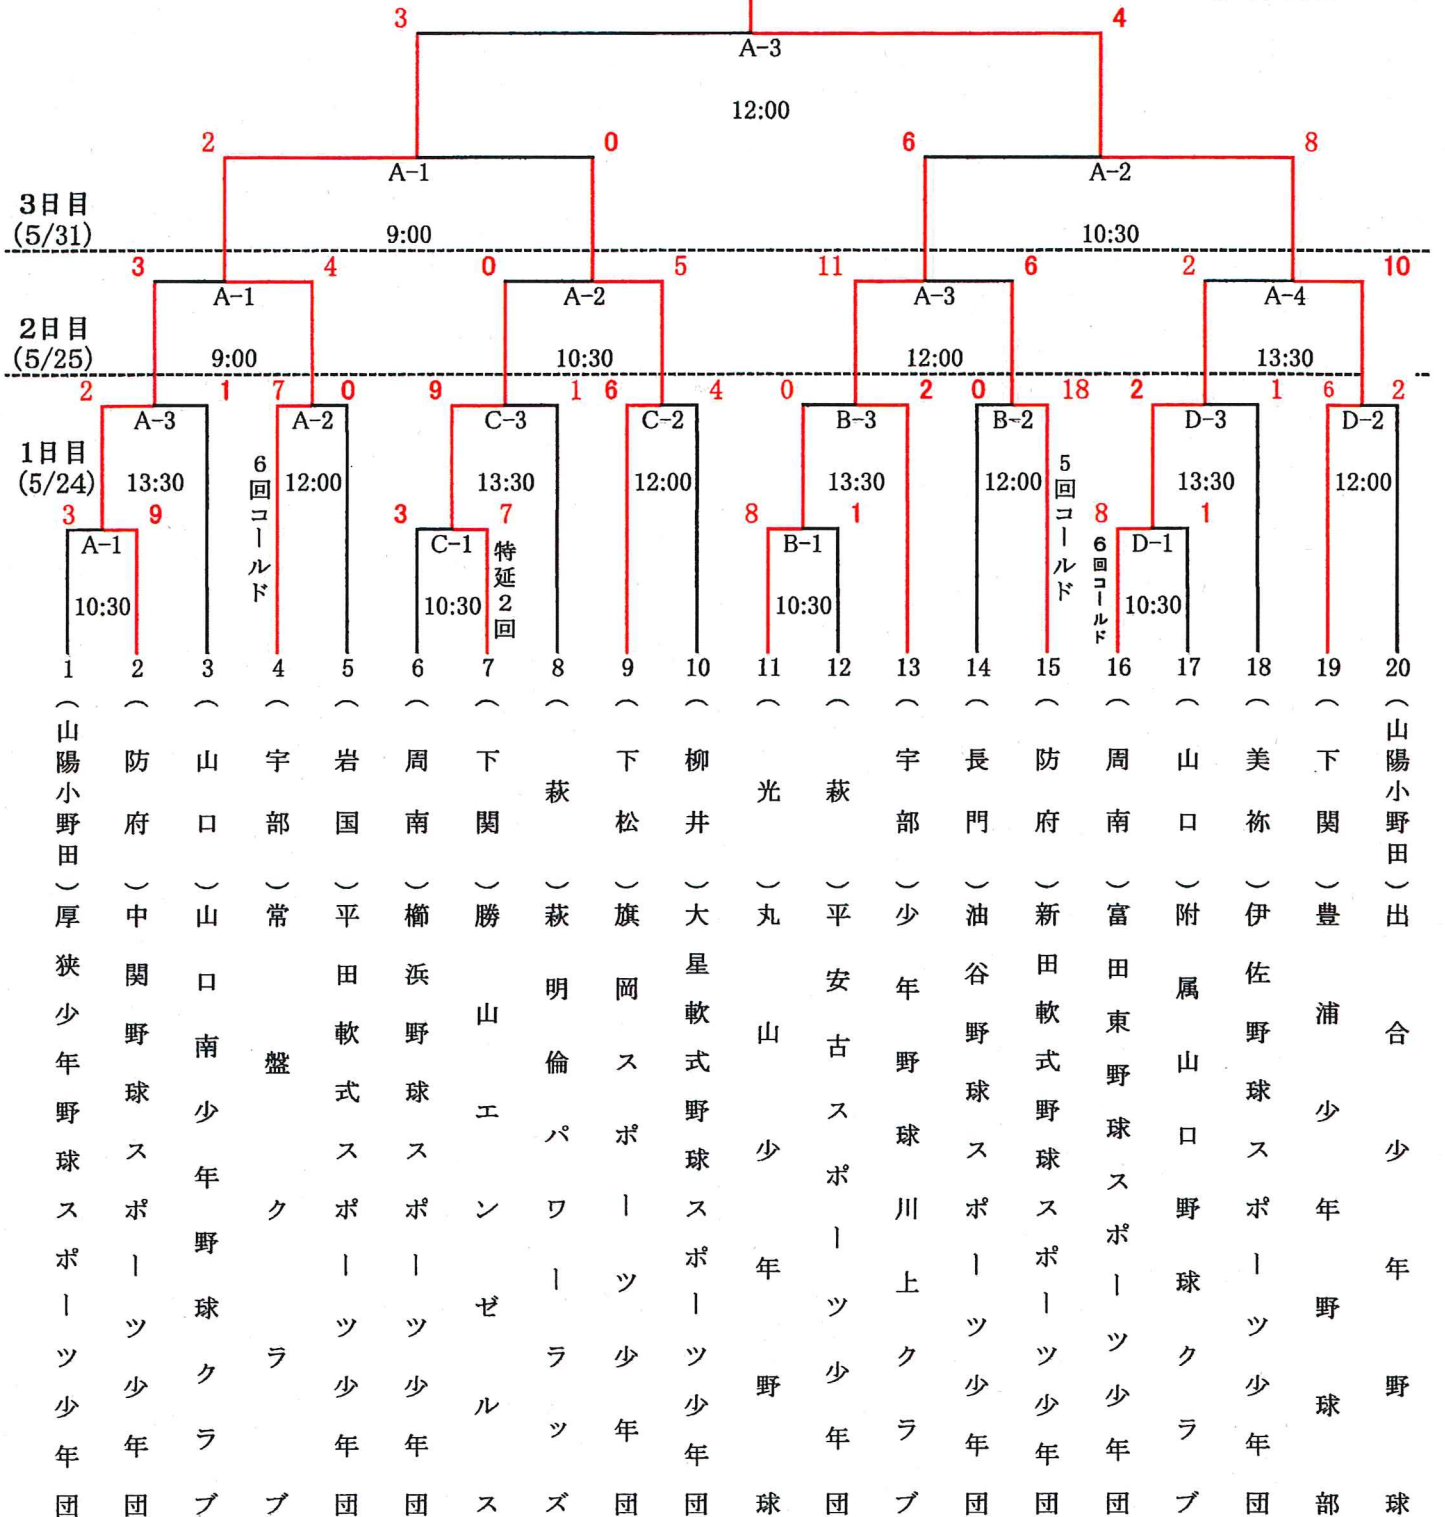 3 4
A-3
12:00
2 0 6 8
A-1 A-2
3日目
(5/31) 9:00 10:30
3 4 0 5 11 6 2 10
A-1 A-2 A-3 A-4
2日目
(5/25) 9:00 10:30 12:00 13:30
2 1 7 0 9 1 6 4 0 2 0 18 2 1 6 2
A-3 A-2 C-3 C-2 B-3 B-2 D-3 D-2
1日目
(5/24) 13:30 12:00 13:30 12:00 13:30 12:00 13:30 12:00
6回コールド
5回コールド
3 9 3 7 8 1 8 1
A-1 C-1 B-1 D-1
特延2回
6回コールド
10:30 10:30 10:30 10:30
1 2 3 4 5 6 7 8 9 10 11 12 13 14 15 16 17 18 19 20
(山陽小野田)厚狭少年野球スポーツ少年団
(防府)中関野球スポーツ少年団
(山口)山口南少年野球クラブ
(宇部)常盤クラブ
(岩国)平田軟式スポーツ少年団
(周南)櫛浜野球スポーツ少年団
(下関)勝山エンゼルス
(萩)萩明倫パワーラッズ
(下松)旗岡スポーツ少年団
(柳井)大星軟式野球スポーツ少年団
(光)丸山少年野球
(萩)平安古スポーツ少年団
(宇部)少年野球川上クラブ
(長門)油谷野球スポーツ少年団
(防府)新田軟式野球スポーツ少年団
(周南)富田東野球スポーツ少年団
(山口)附属山口野球クラブ
(美祢)伊佐野球スポーツ少年団
(下関)豊浦少年野球部
(山陽小野田)出合少年野球